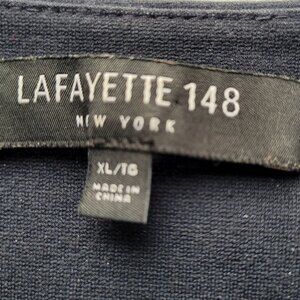 LAFAYETTE 148
NEW YORK
XL/16
MADE IN
CHINA